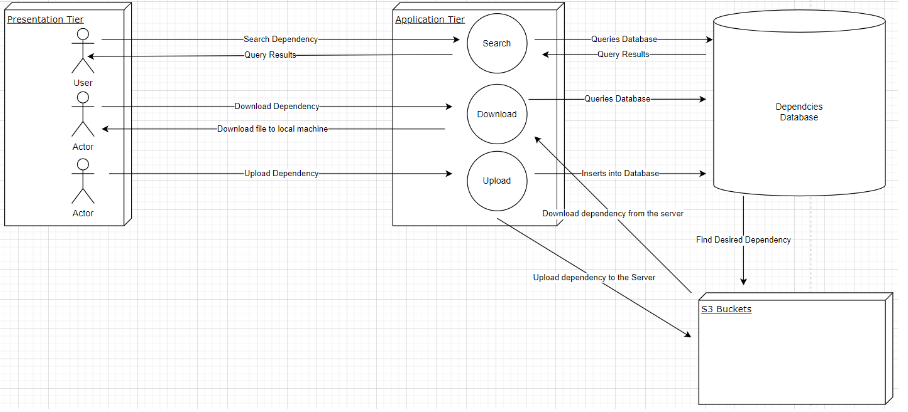 Presentation Tier
Application Tier
Search Dependency
Search
Queries Database
Query Results
Query Results
User
Dependcies
Database
Download Dependency
Download
Queries Database
Download file to local machine
Actor
Upload Dependency
Upload
Inserts into Database
Actor
Download dependency from the server
Find Desired Dependency
Upload dependency to the Server
S3 Buckets